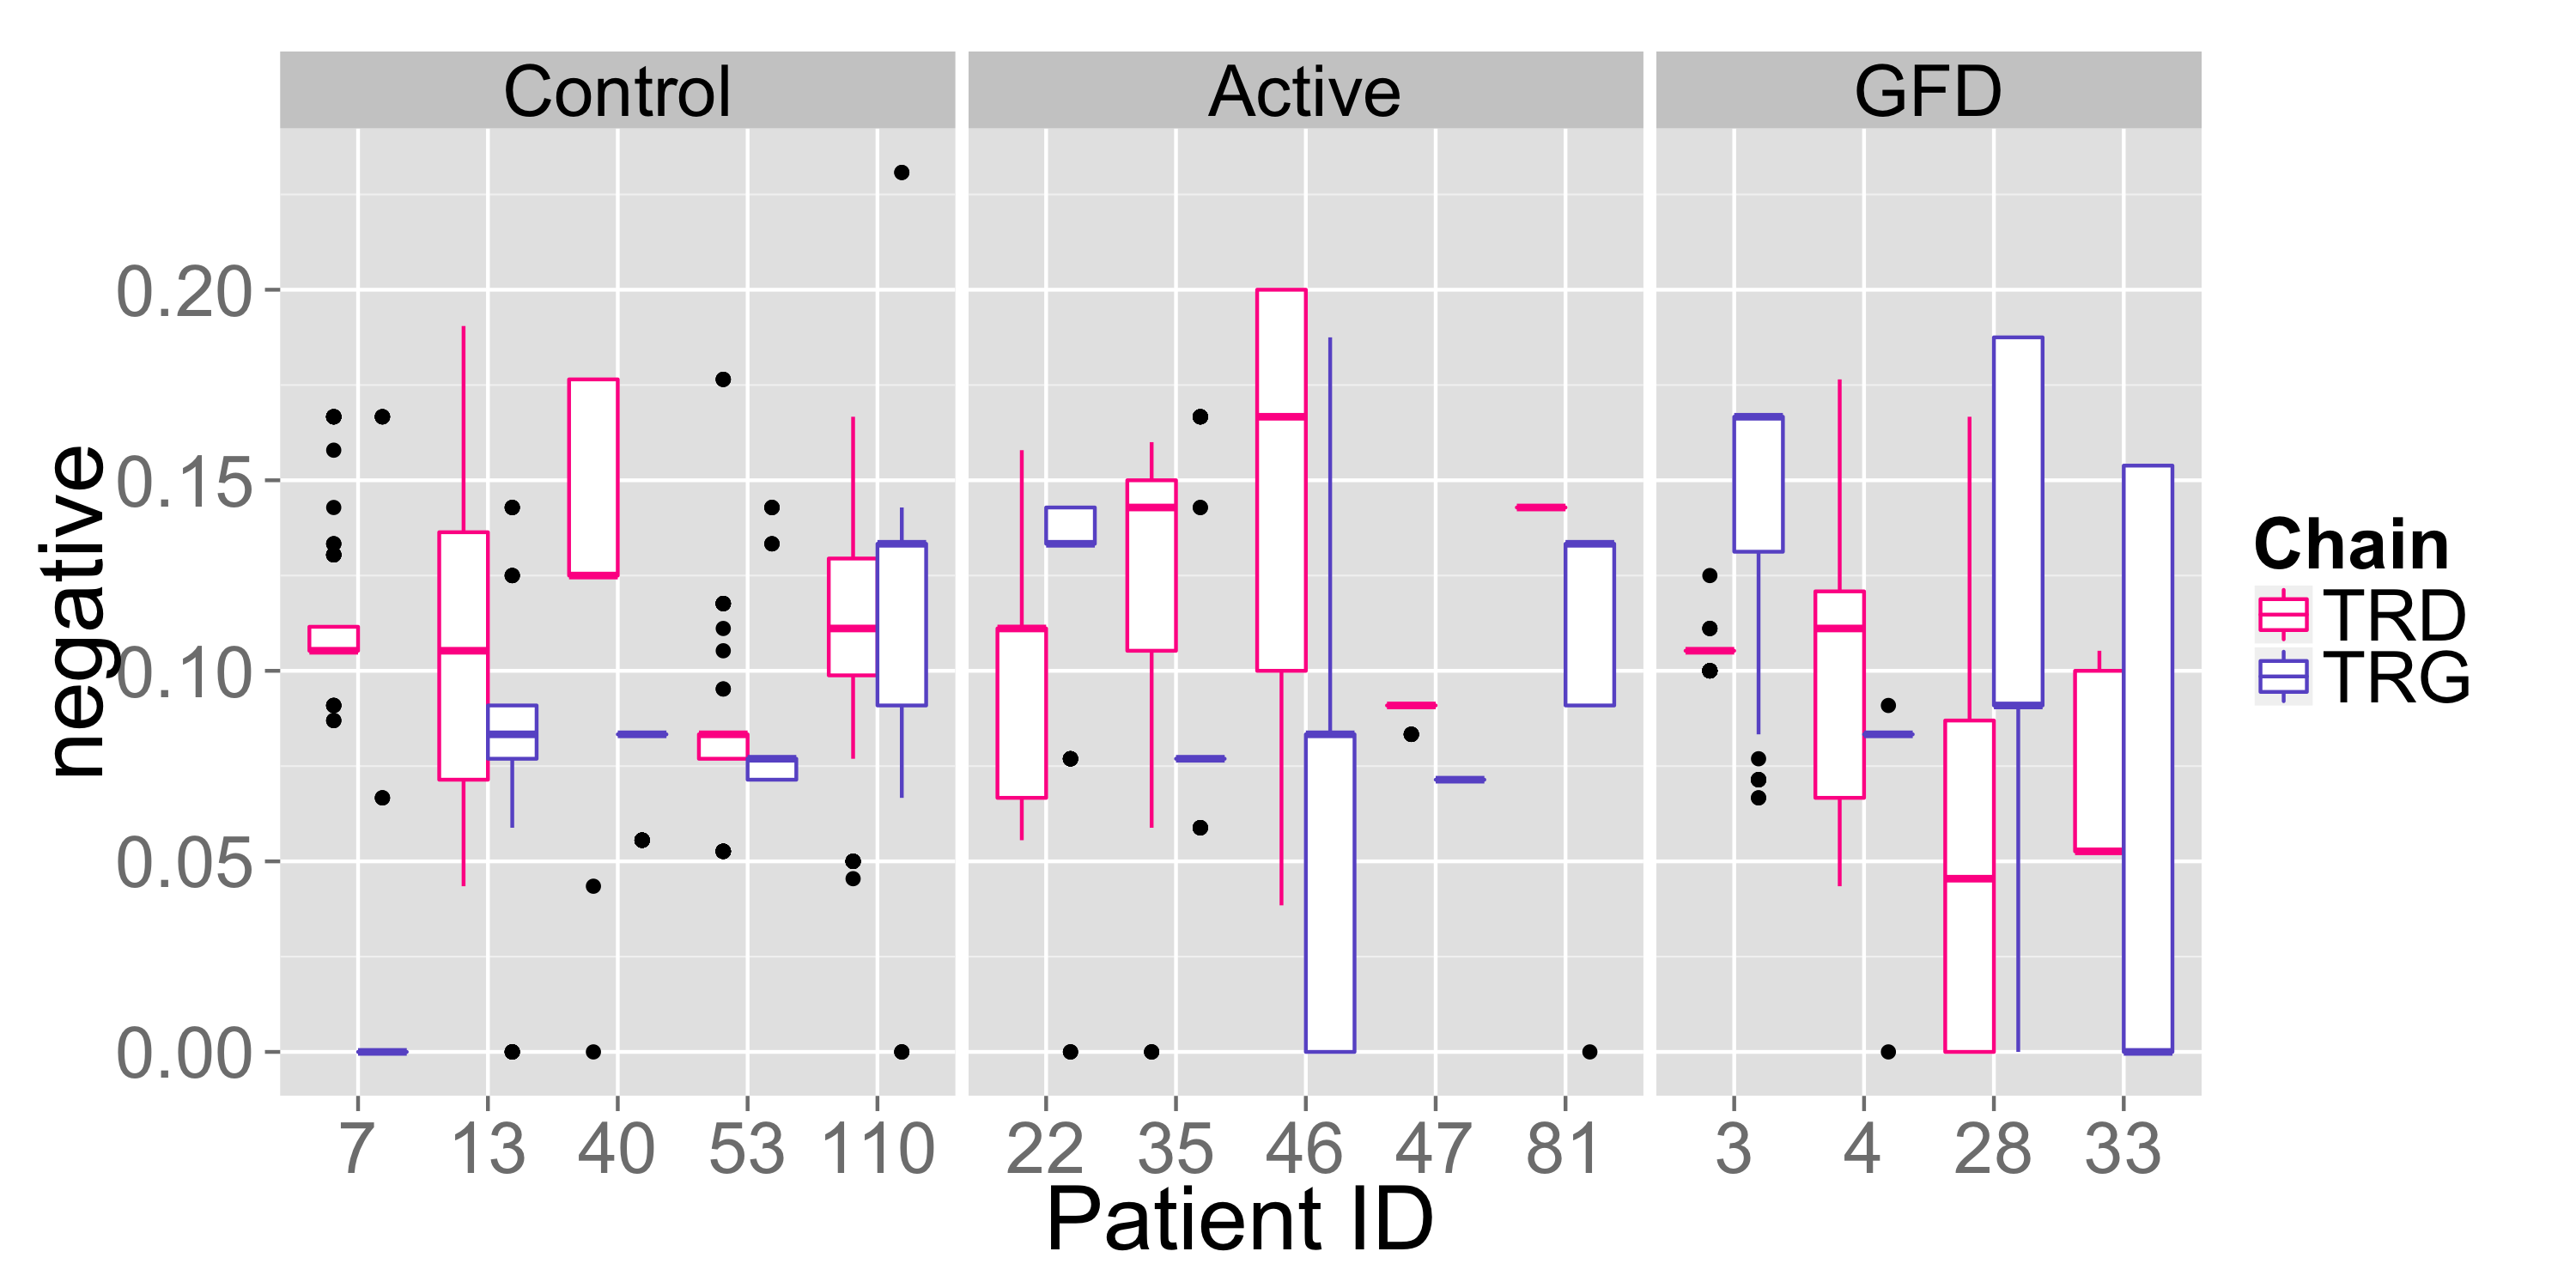 Control Active GFD
negative
0.20
0.15
0.10
0.05
0.00
7 13 40 53 110 22 35 46 47 81 3 4 28 33
Patient ID
Chain
TRD
TRG